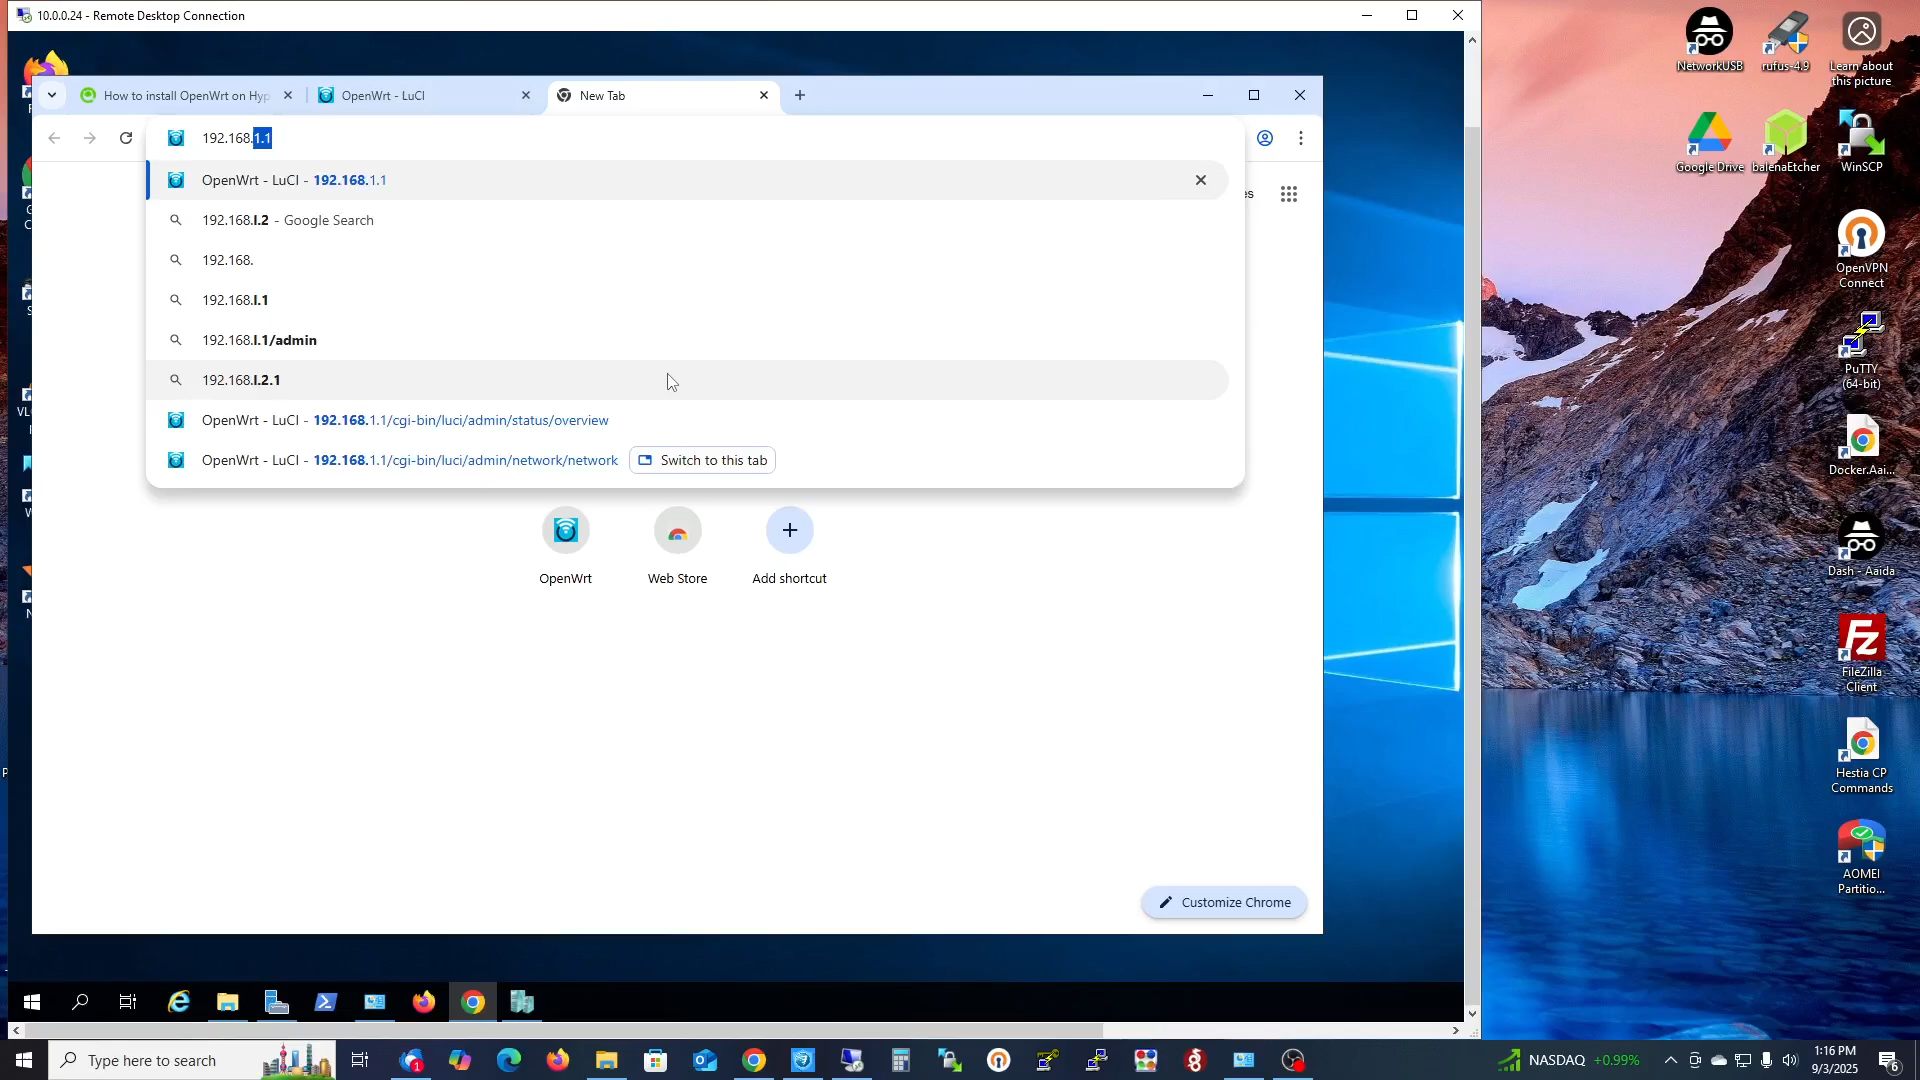 10.0.0.24 - Remote Desktop Connection
How to install OpenWrt on Hyp
OpenWrt - LuCI
New Tab
192.168.1.1
OpenWrt - LuCI - 192.168.1.1
192.168.l.2 - Google Search
192.168.
192.168.l.1
192.168.l.1/admin
192.168.l.2.1
OpenWrt - LuCI - 192.168.1.1/cgi-bin/luci/admin/status/overview
OpenWrt - LuCI - 192.168.1.1/cgi-bin/luci/admin/network/network
Switch to this tab
es
OpenWrt
Web Store
Add shortcut
Customize Chrome
NetworkUSB
rufus-4.9
Learn about
this picture
Google Drive
balenaEtcher
WinSCP
OpenVPN
Connect
PuTTY
(64-bit)
Docker.Aai...
Dash - Aaida
FileZilla
Client
Hestia CP
Commands
AOMEI
Partitio...
Type here to search
NASDAQ +0.99%
1:16 PM
9/3/2025